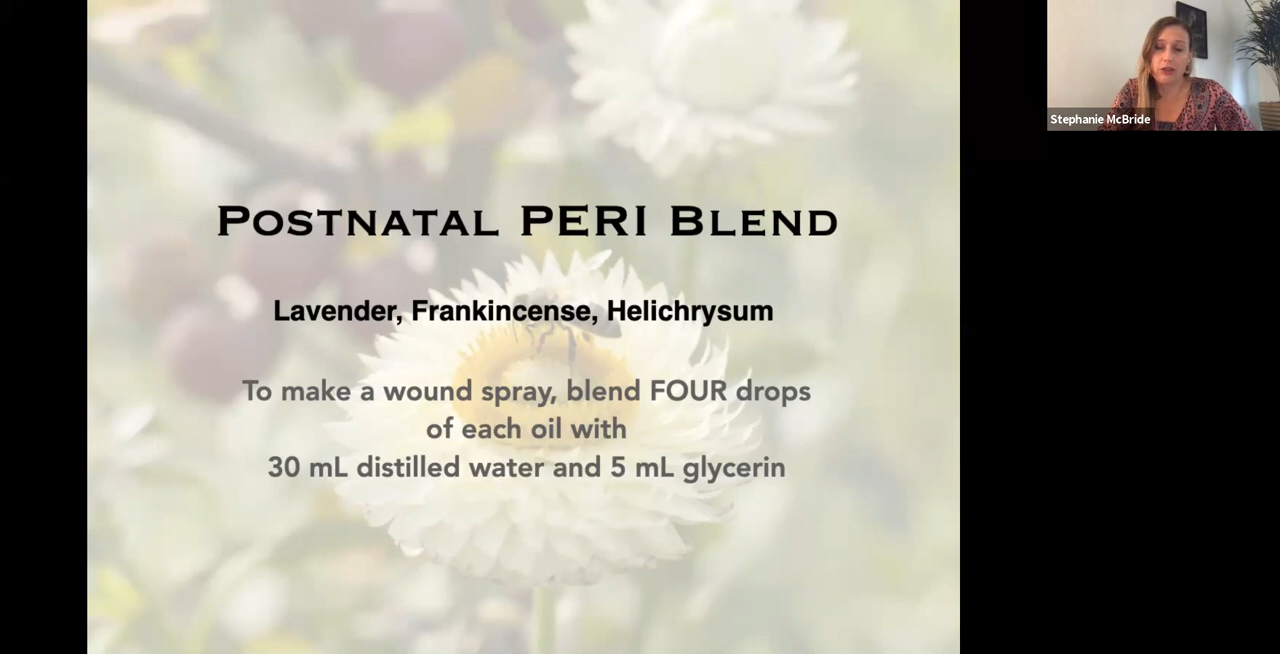 Postnatal PERI Blend
Lavender, Frankincense, Helichrysum
To make a wound spray, blend FOUR drops
of each oil with
30 mL distilled water and 5 mL glycerin
Stephanie McBride